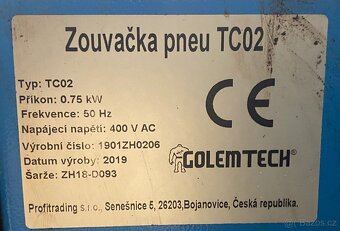 Zouvačka pneu TC02
Typ: TC02
Příkon: 0.75 kW
Frekvence: 50 Hz
Napájecí napětí: 400 V AC
Výrobní číslo: 1901ZH0206
Datum výroby: 2019
Šarže: ZH18-D093
CE
GOLEMTECH
Profitrading s.r.o., Senešnice 5, 26203,Bojanovice, Česká republika.